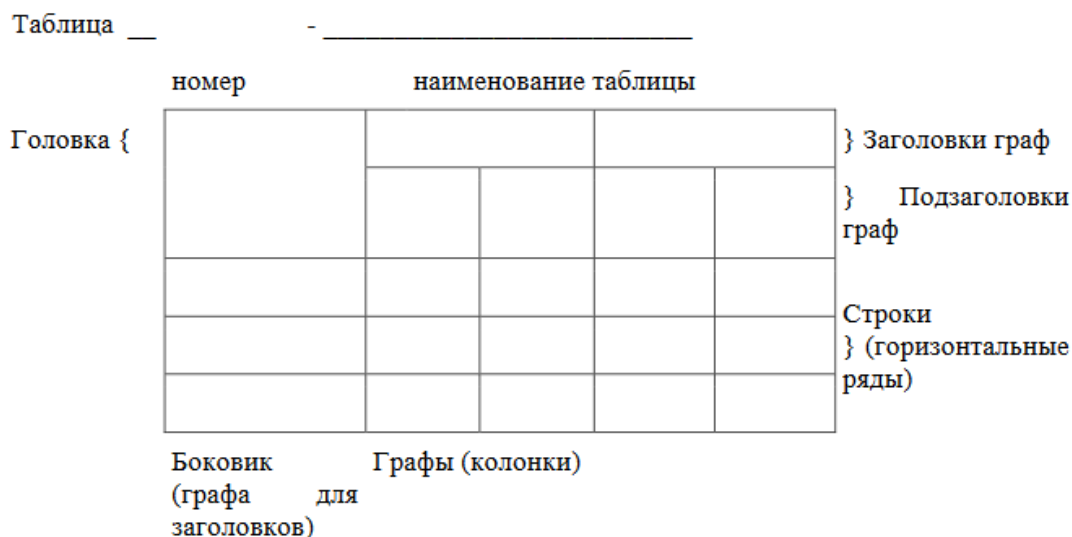 Таблица __ - __________________________
номер наименование таблицы
Головка { } Заголовки граф
} Подзаголовки
граф
Строки
} (горизонтальные
ряды)
Боковик Графы (колонки)
(графа для
заголовков)